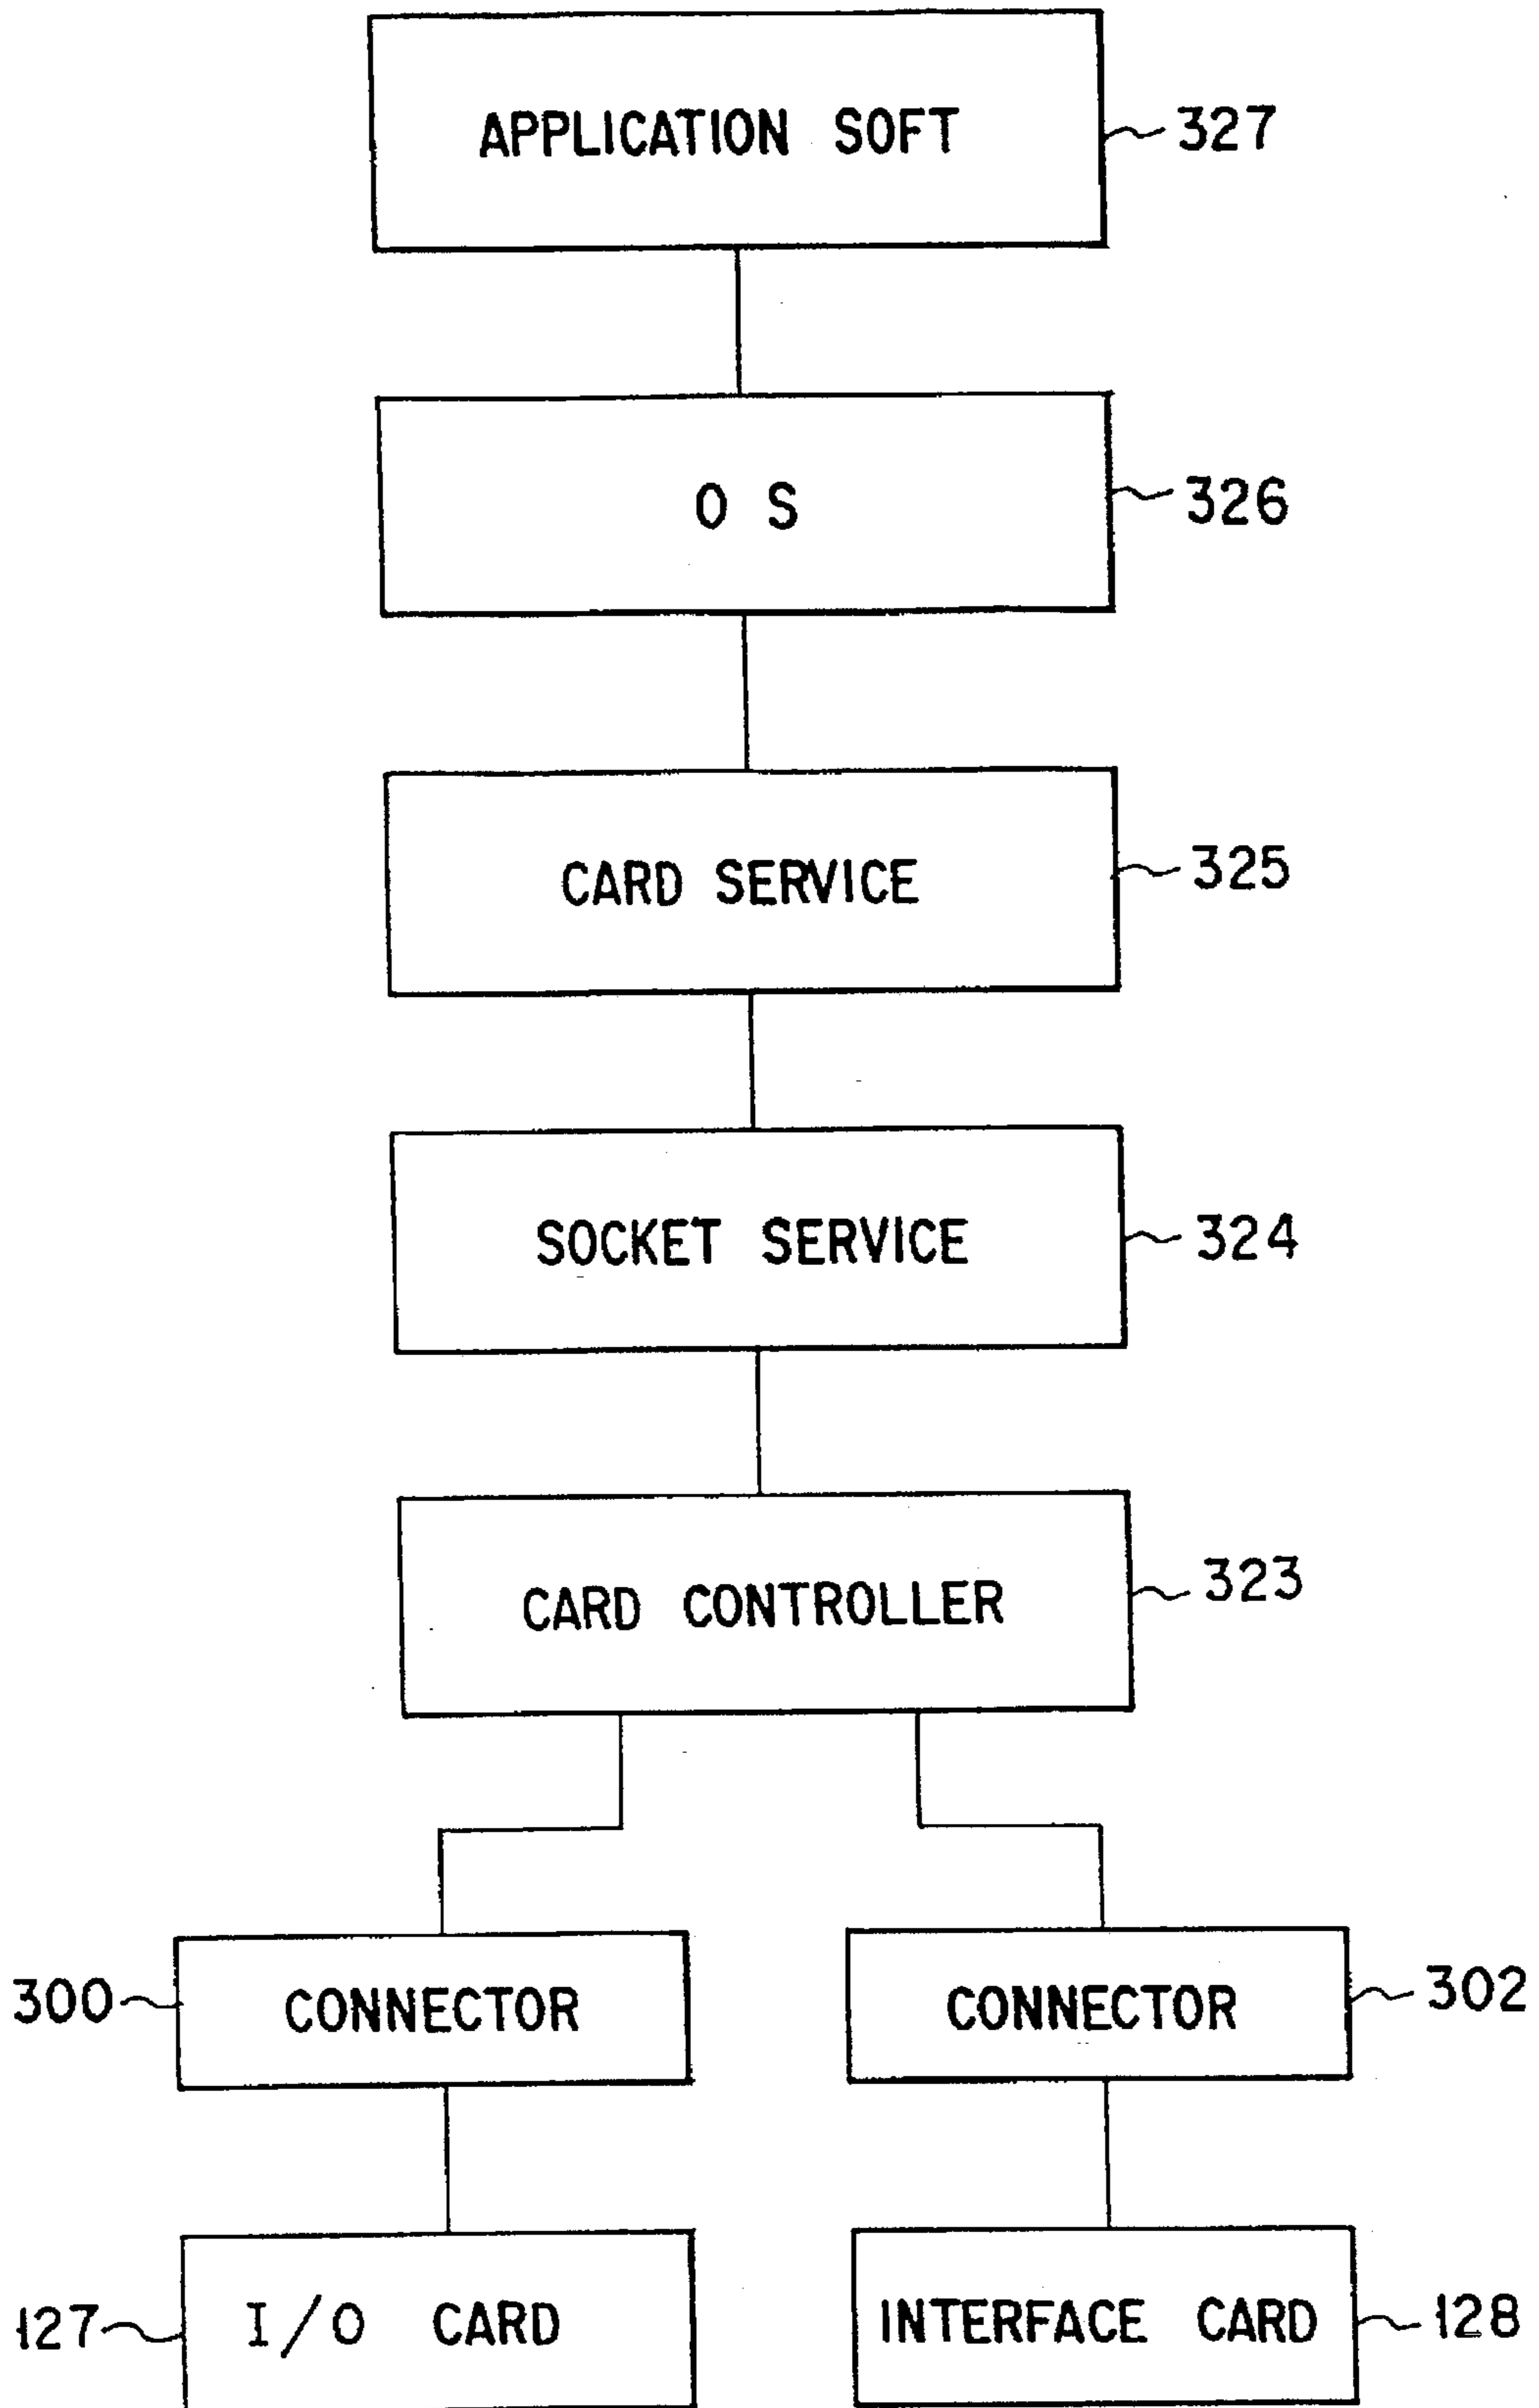 APPLICATION SOFT
327
O S
326
CARD SERVICE
325
SOCKET SERVICE
324
CARD CONTROLLER
323
300
CONNECTOR
CONNECTOR
302
127
I/O CARD
INTERFACE CARD
128